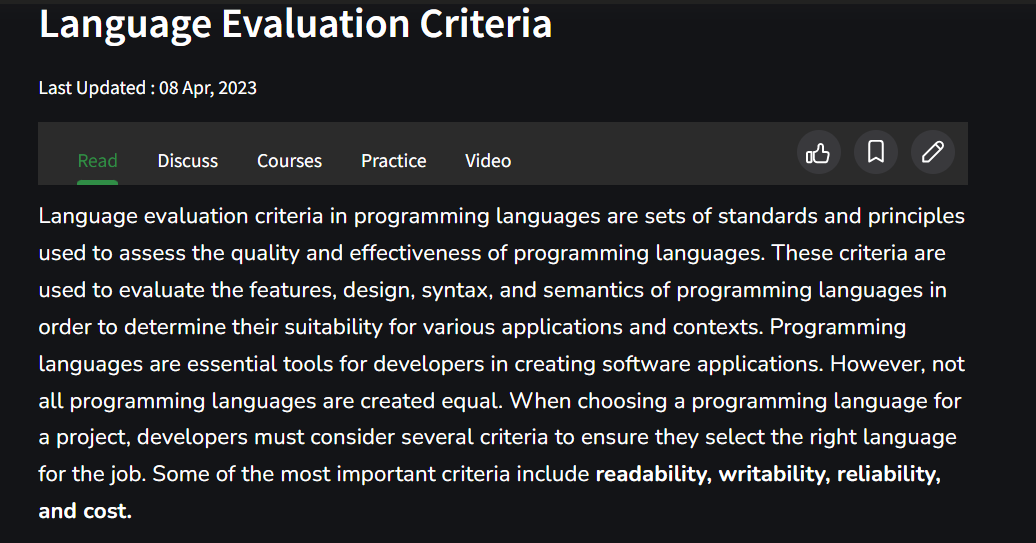 Language Evaluation Criteria
Last Updated : 08 Apr, 2023
Read Discuss Courses Practice Video
Language evaluation criteria in programming languages are sets of standards and principles
used to assess the quality and effectiveness of programming languages. These criteria are
used to evaluate the features, design, syntax, and semantics of programming languages in
order to determine their suitability for various applications and contexts. Programming
languages are essential tools for developers in creating software applications. However, not
all programming languages are created equal. When choosing a programming language for
a project, developers must consider several criteria to ensure they select the right language
for the job. Some of the most important criteria include readability, writability, reliability,
and cost.